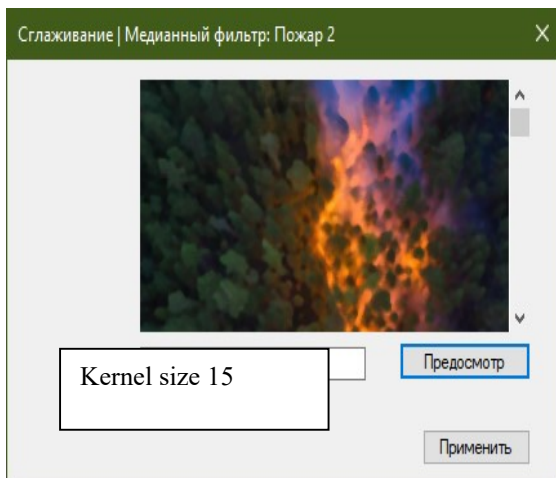 Сглаживание | Медианный фильтр: Пожар 2
Kernel size 15
Предосмотр
Применить